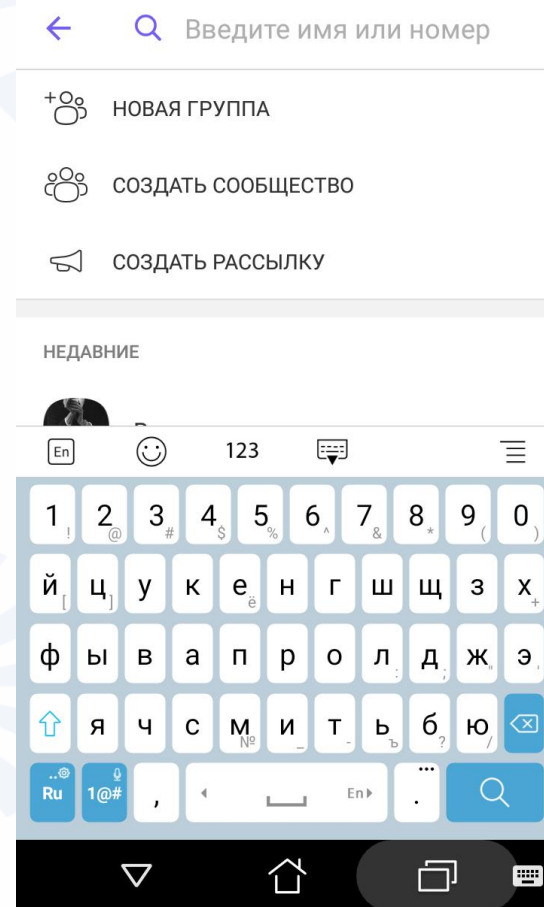 Введите имя или номер
НОВАЯ ГРУППА
СОЗДАТЬ СООБЩЕСТВО
СОЗДАТЬ РАССЫЛКУ
НЕДАВНИЕ
En 123
1 ! 2 @ 3 # 4 $ 5 % 6 ^ 7 & 8 * 9 ( 0 )
й [ ц ] у к е ё н г ш щ з х +
ф ы в а п р о л : д ; ж " э '
я ч с м № и _ т - ь ъ б ? ю /
Ru 1@# , En . ...